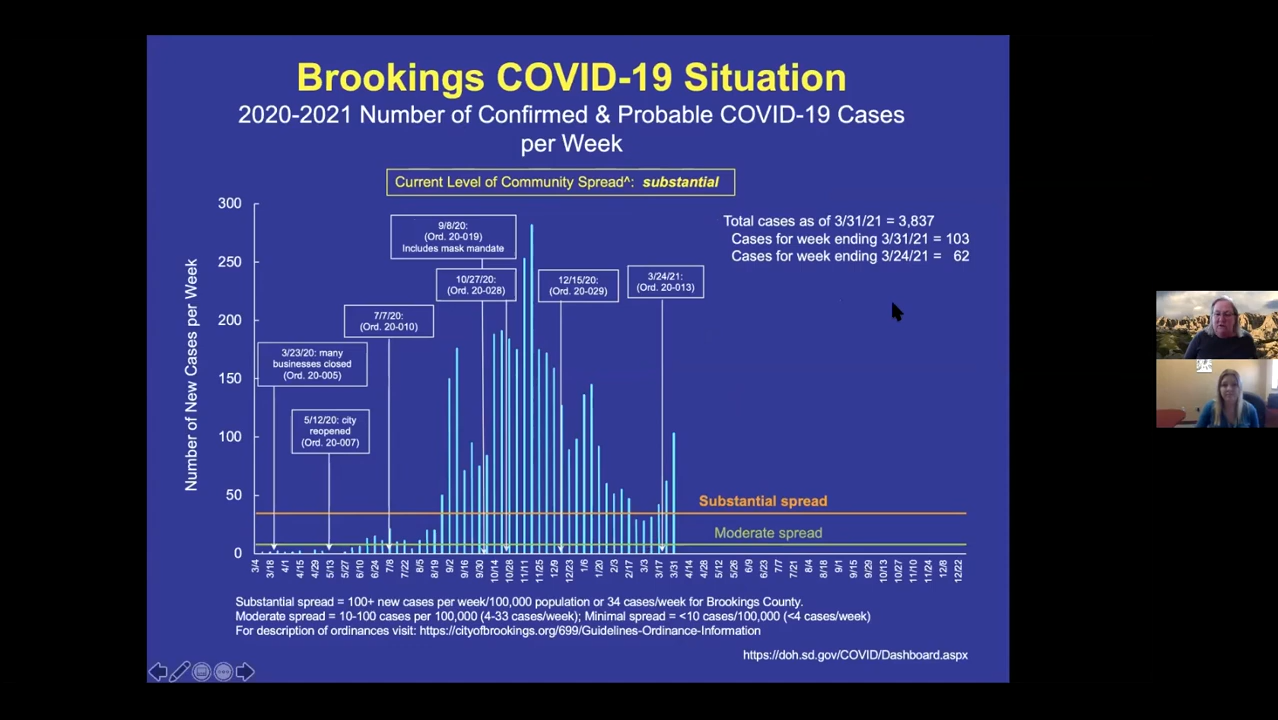 Brookings COVID-19 Situation
2020-2021 Number of Confirmed & Probable COVID-19 Cases
per Week
Current Level of Community Spread^: substantial
Total cases as of 3/31/21 = 3,837
Cases for week ending 3/31/21 = 103
Cases for week ending 3/24/21 = 62
Number of New Cases per Week
300
250
200
150
100
50
0
9/8/20:
(Ord. 20-019)
Includes mask mandate
10/27/20:
(Ord. 20-028)
12/15/20:
(Ord. 20-029)
3/24/21:
(Ord. 20-013)
7/7/20:
(Ord. 20-010)
3/23/20: many
businesses closed
(Ord. 20-005)
5/12/20: city
reopened
(Ord. 20-007)
Substantial spread
Moderate spread
3/4 3/18 4/1 4/15 4/29 5/13 5/27 6/10 6/24 7/8 7/22 8/5 8/19 9/2 9/16 9/30 10/14 10/28 11/11 11/25 12/9 12/23 1/6 1/20 2/3 2/17 3/3 3/17 3/31 4/14 4/28 5/12 5/26 6/9 6/23 7/7 7/21 8/4 8/18 9/1 9/15 9/29 10/13 10/27 11/10 11/24 12/8 12/22
Substantial spread = 100+ new cases per week/100,000 population or 34 cases/week for Brookings County.
Moderate spread = 10-100 cases per 100,000 (4-33 cases/week); Minimal spread = <10 cases/100,000 (<4 cases/week)
For description of ordinances visit: https://cityofbrookings.org/699/Guidelines-Ordinance-Information
https://doh.sd.gov/COVID/Dashboard.aspx